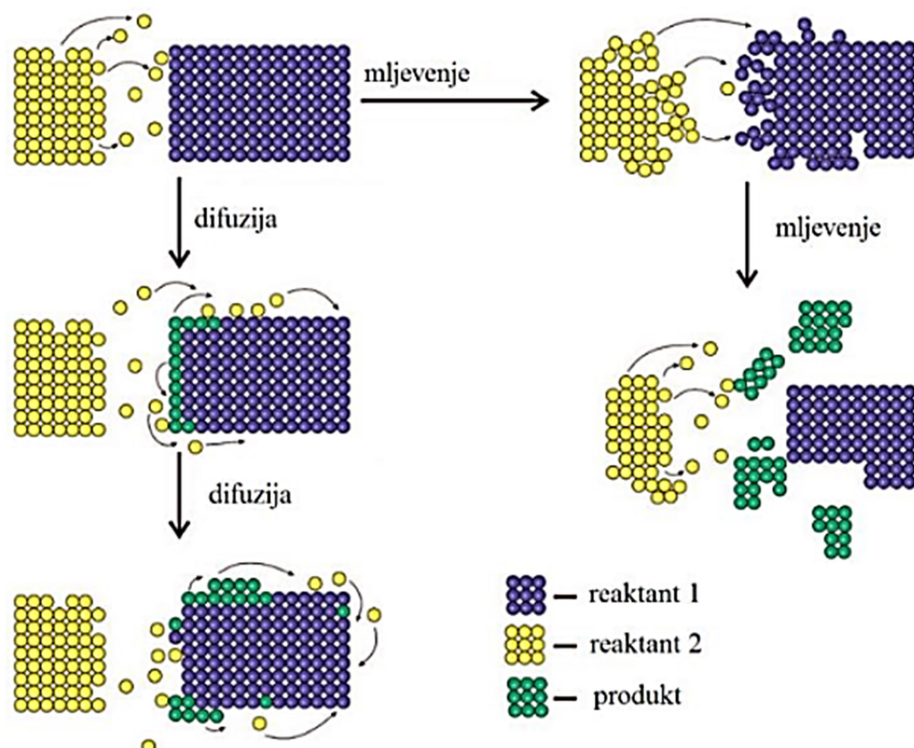 mljevenje
difuzija
mljevenje
difuzija
reaktant 1
reaktant 2
produkt